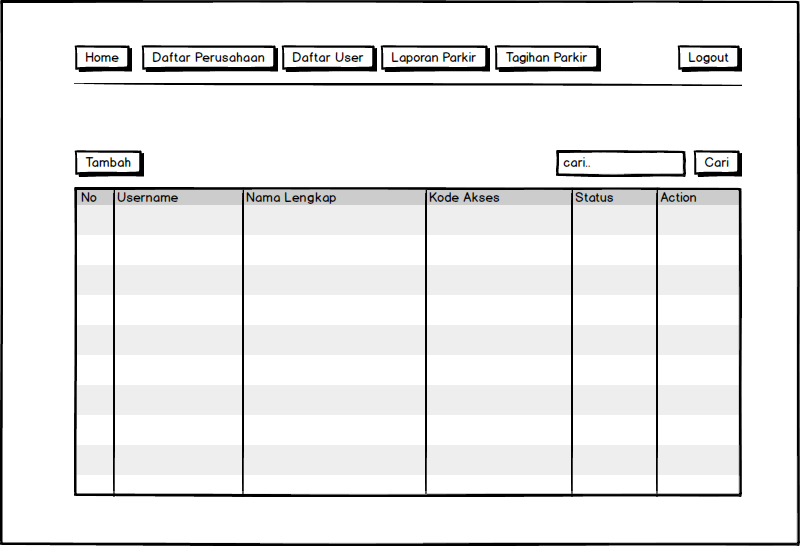 Home Daftar Perusahaan Daftar User Laporan Parkir Tagihan Parkir Logout
Tambah cari.. Cari
No Username Nama Lengkap Kode Akses Status Action